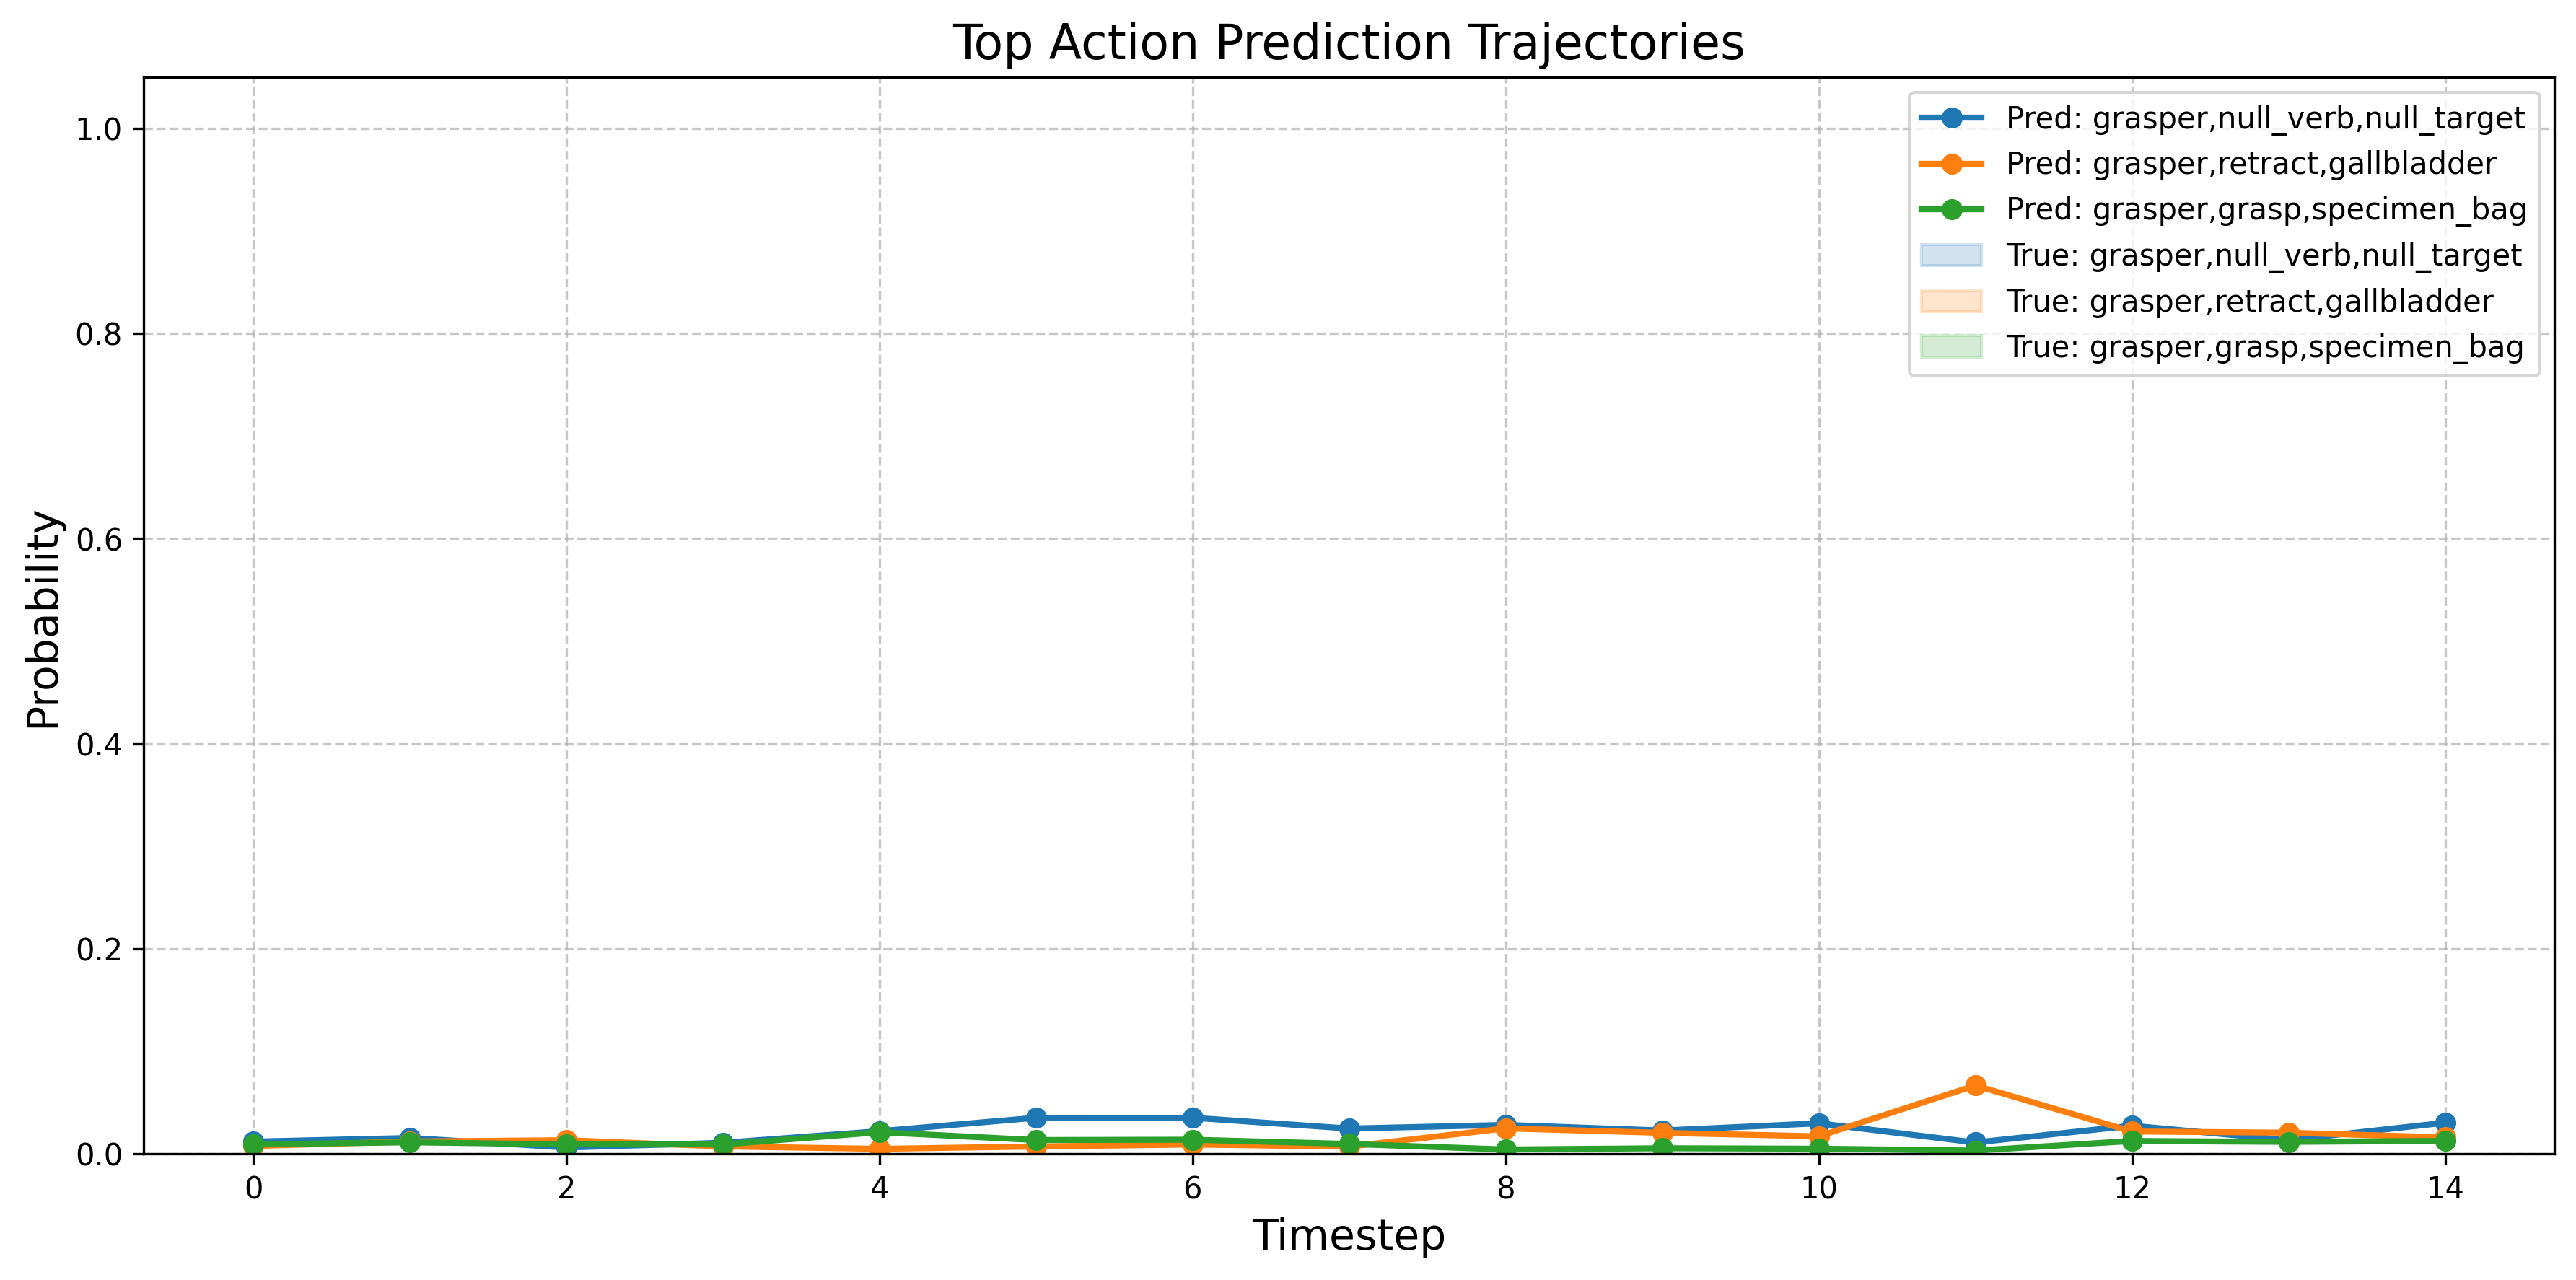 Top Action Prediction Trajectories
1.0
0.8
0.6
0.4
0.2
0.0
Probability
Pred: grasper,null_verb,null_target
Pred: grasper,retract,gallbladder
Pred: grasper,grasp,specimen_bag
True: grasper,null_verb,null_target
True: grasper,retract,gallbladder
True: grasper,grasp,specimen_bag
0 2 4 6 8 10 12 14
Timestep